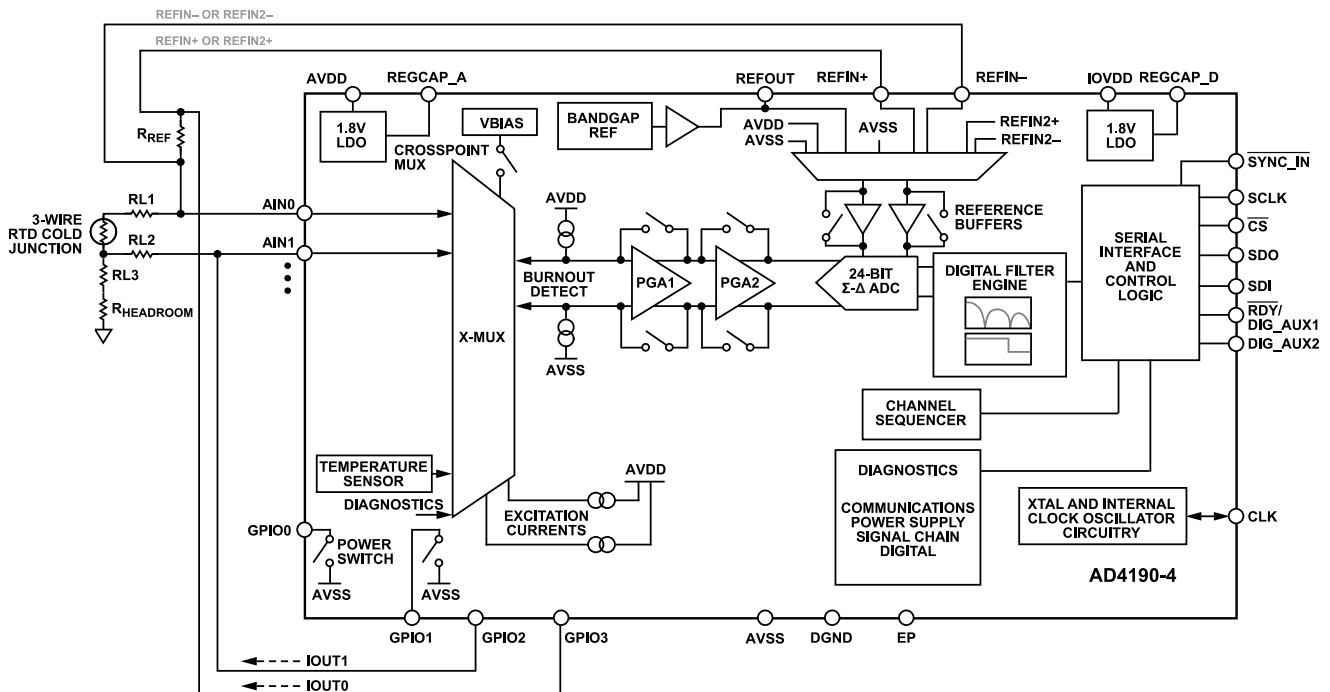 REFIN– OR REFIN2–
REFIN+ OR REFIN2+
AVDD
REGCAP_A
REFOUT
REFIN+
REFIN–
IOVDD
REGCAP_D
RREF
1.8V
LDO
VBIAS
CROSSPOINT
MUX
BANDGAP
REF
AVDD
AVSS
AVSS
REFIN2+
REFIN2–
1.8V
LDO
SYNC_IN
SCLK
CS
SDO
SDI
RDY/
DIG_AUX1
DIG_AUX2
RL1
AIN0
3-WIRE
RTD COLD
JUNCTION
RL2
AIN1
RL3
RHEADROOM
X-MUX
AVDD
BURNOUT
DETECT
AVSS
PGA1
PGA2
REFERENCE
BUFFERS
24-BIT
Σ-Δ ADC
DIGITAL FILTER
ENGINE
SERIAL
INTERFACE
AND
CONTROL
LOGIC
CHANNEL
SEQUENCER
TEMPERATURE
SENSOR
DIAGNOSTICS
AVDD
EXCITATION
CURRENTS
DIAGNOSTICS
COMMUNICATIONS
POWER SUPPLY
SIGNAL CHAIN
DIGITAL
XTAL AND INTERNAL
CLOCK OSCILLATOR
CIRCUITRY
CLK
GPIO0
POWER
SWITCH
AVSS
AVSS
AD4190-4
GPIO1
GPIO2
GPIO3
AVSS
DGND
EP
IOUT1
IOUT0